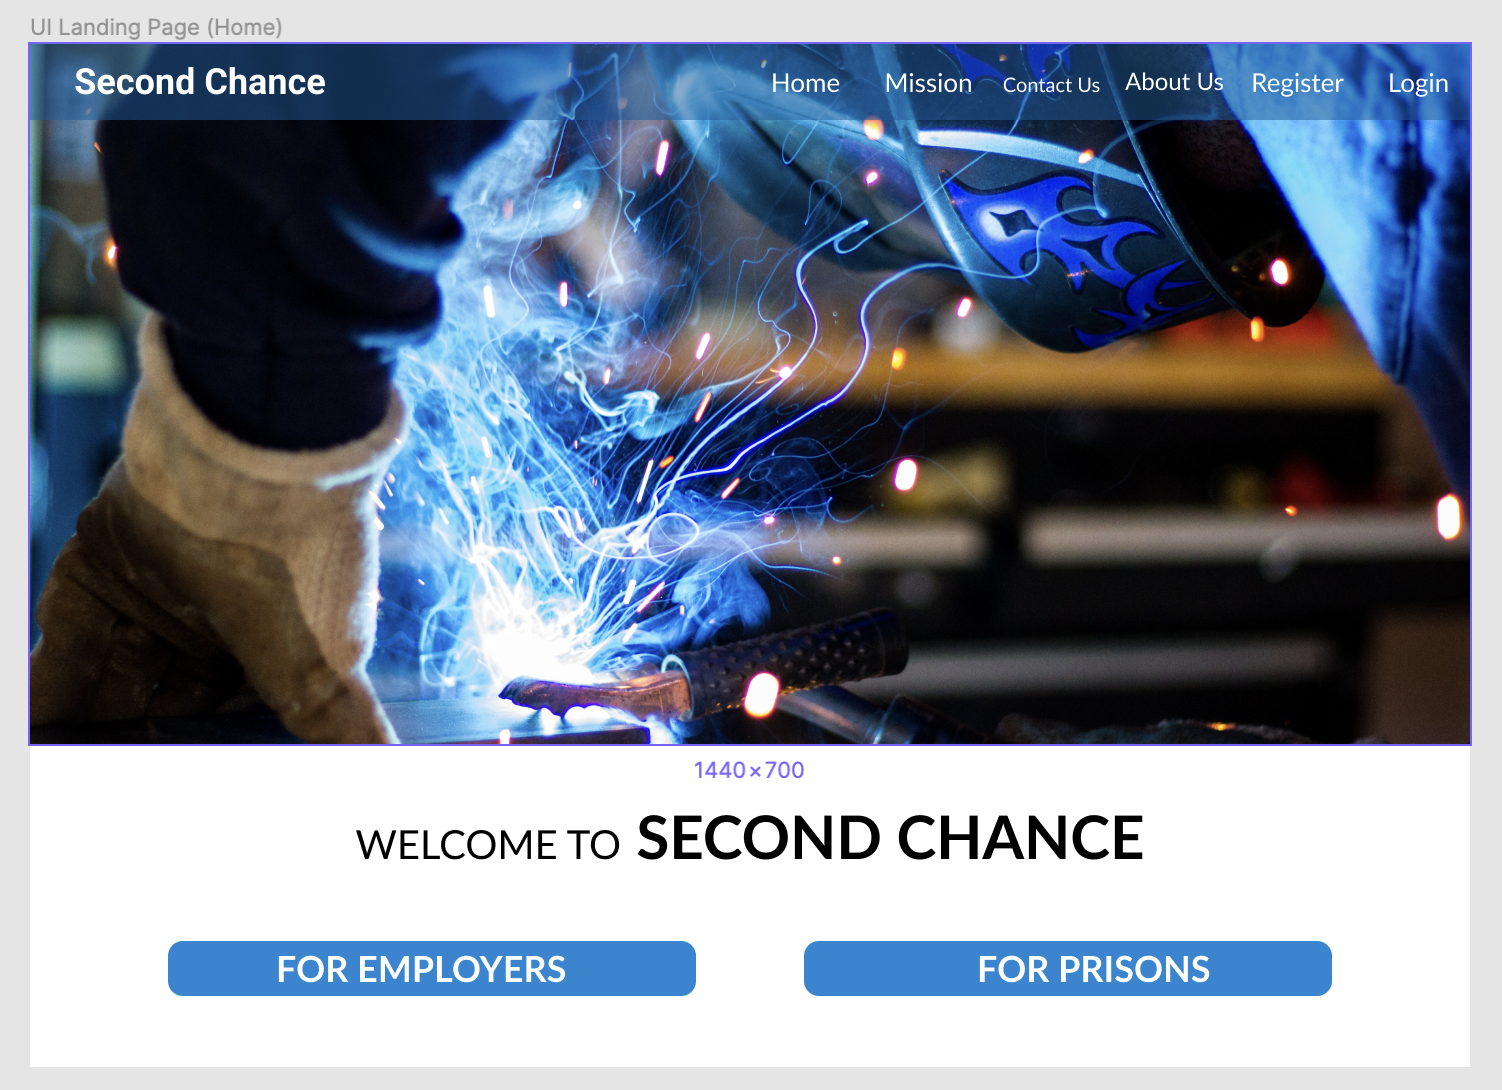 UI Landing Page (Home)
Second Chance Home Mission Contact Us About Us Register Login
1440 × 700
WELCOME TO SECOND CHANCE
FOR EMPLOYERS FOR PRISONS